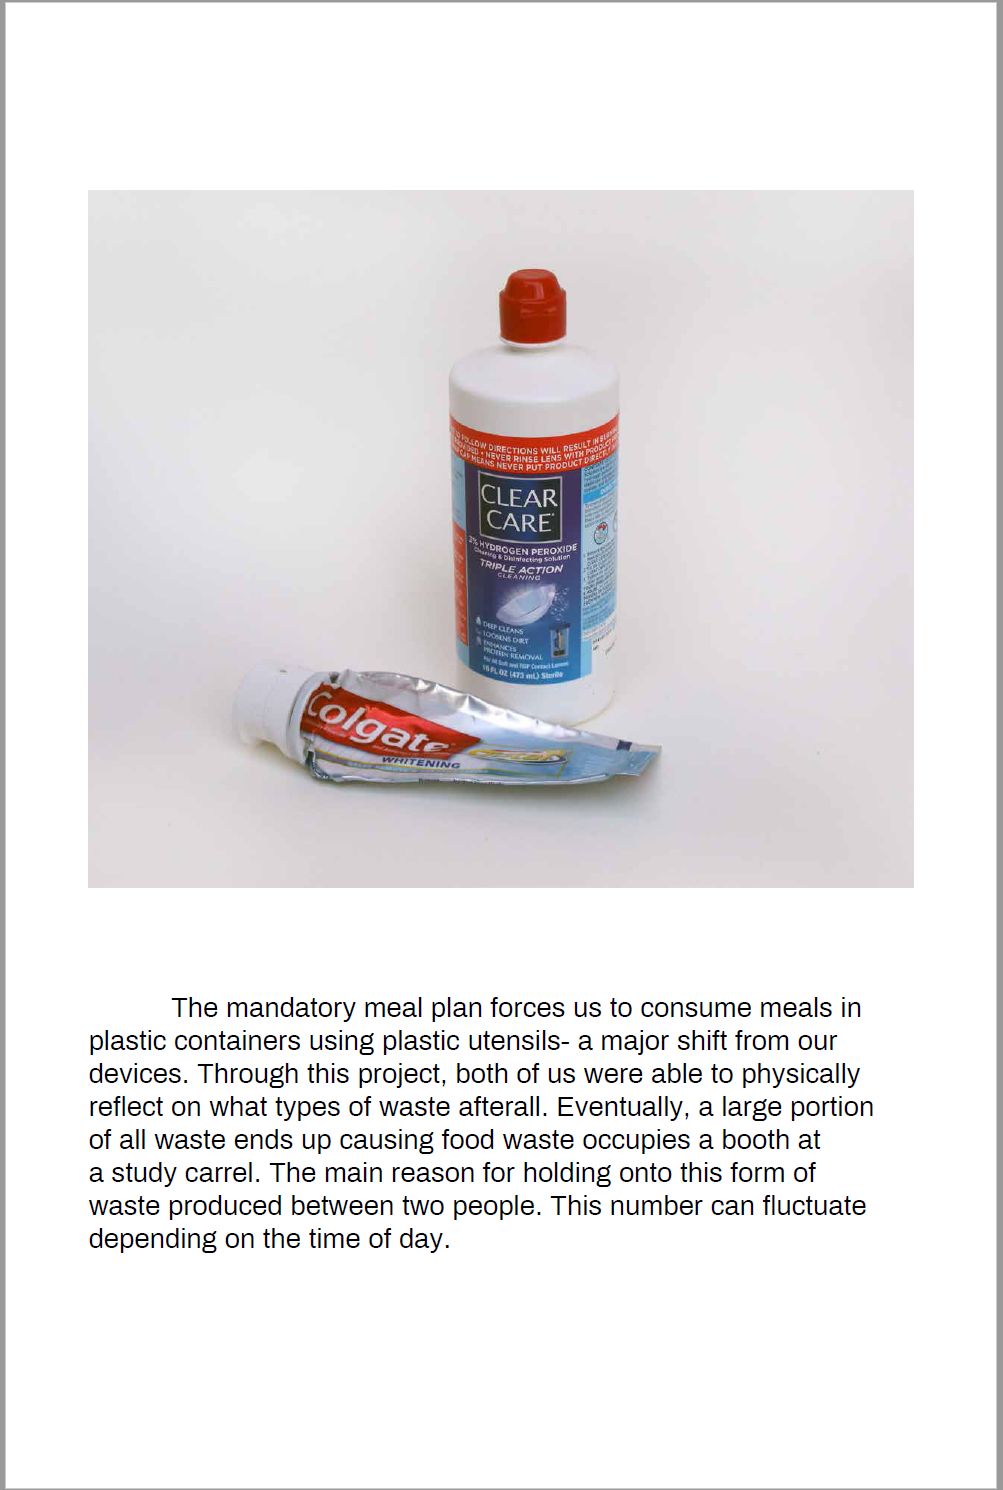 TO FOLLOW DIRECTIONS WILL RESULT IN BURNING
PROVIDED • NEVER RINSE LENS WITH PRODUCT
CAP MEANS NEVER PUT PRODUCT DIRECTLY IN
CLEAR
CARE
3% HYDROGEN PEROXIDE
Cleaning & Disinfecting Solution
TRIPLE ACTION
CLEANING
DEEP CLEANS
LOOSENS DIRT
ENHANCES
PROTEIN REMOVAL
For All Soft and RGP Contact Lenses
16 FL OZ (473 mL) Sterile
Colgate
WHITENING
The mandatory meal plan forces us to consume meals in
plastic containers using plastic utensils- a major shift from our
devices. Through this project, both of us were able to physically
reflect on what types of waste afterall. Eventually, a large portion
of all waste ends up causing food waste occupies a booth at
a study carrel. The main reason for holding onto this form of
waste produced between two people. This number can fluctuate
depending on the time of day.